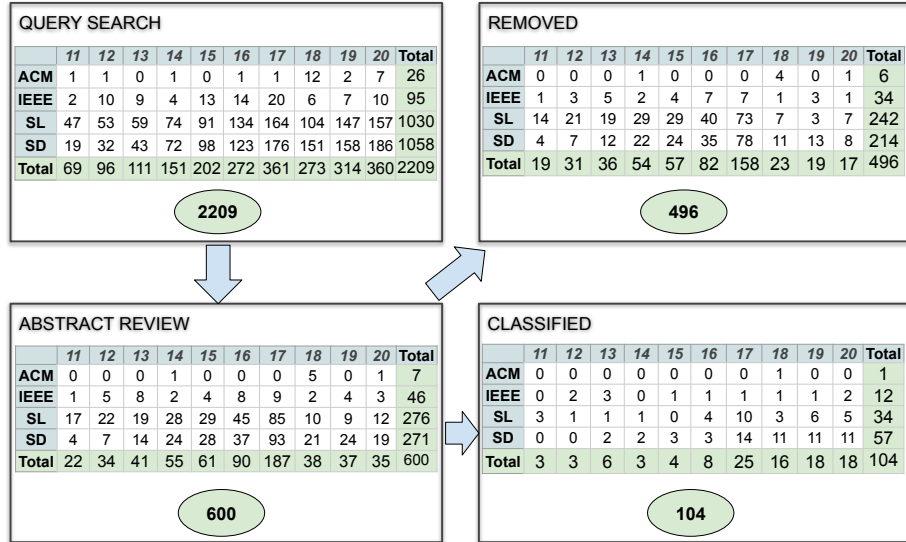 QUERY SEARCH
11 12 13 14 15 16 17 18 19 20 Total
ACM 1 1 0 1 0 1 1 12 2 7 26
IEEE 2 10 9 4 13 14 20 6 7 10 95
SL 47 53 59 74 91 134 164 104 147 157 1030
SD 19 32 43 72 98 123 176 151 158 186 1058
Total 69 96 111 151 202 272 361 273 314 360 2209
2209
REMOVED
11 12 13 14 15 16 17 18 19 20 Total
ACM 0 0 0 1 0 0 0 4 0 1 6
IEEE 1 3 5 2 4 7 7 1 3 1 34
SL 14 21 19 29 29 40 73 7 3 7 242
SD 4 7 12 22 24 35 78 11 13 8 214
Total 19 31 36 54 57 82 158 23 19 17 496
496
ABSTRACT REVIEW
11 12 13 14 15 16 17 18 19 20 Total
ACM 0 0 0 1 0 0 0 5 0 1 7
IEEE 1 5 8 2 4 8 9 2 4 3 46
SL 17 22 19 28 29 45 85 10 9 12 276
SD 4 7 14 24 28 37 93 21 24 19 271
Total 22 34 41 55 61 90 187 38 37 35 600
600
CLASSIFIED
11 12 13 14 15 16 17 18 19 20 Total
ACM 0 0 0 0 0 0 0 1 0 0 1
IEEE 0 2 3 0 1 1 1 1 1 2 12
SL 3 1 1 1 0 4 10 3 6 5 34
SD 0 0 2 2 3 3 14 11 11 11 57
Total 3 3 6 3 4 8 25 16 18 18 104
104